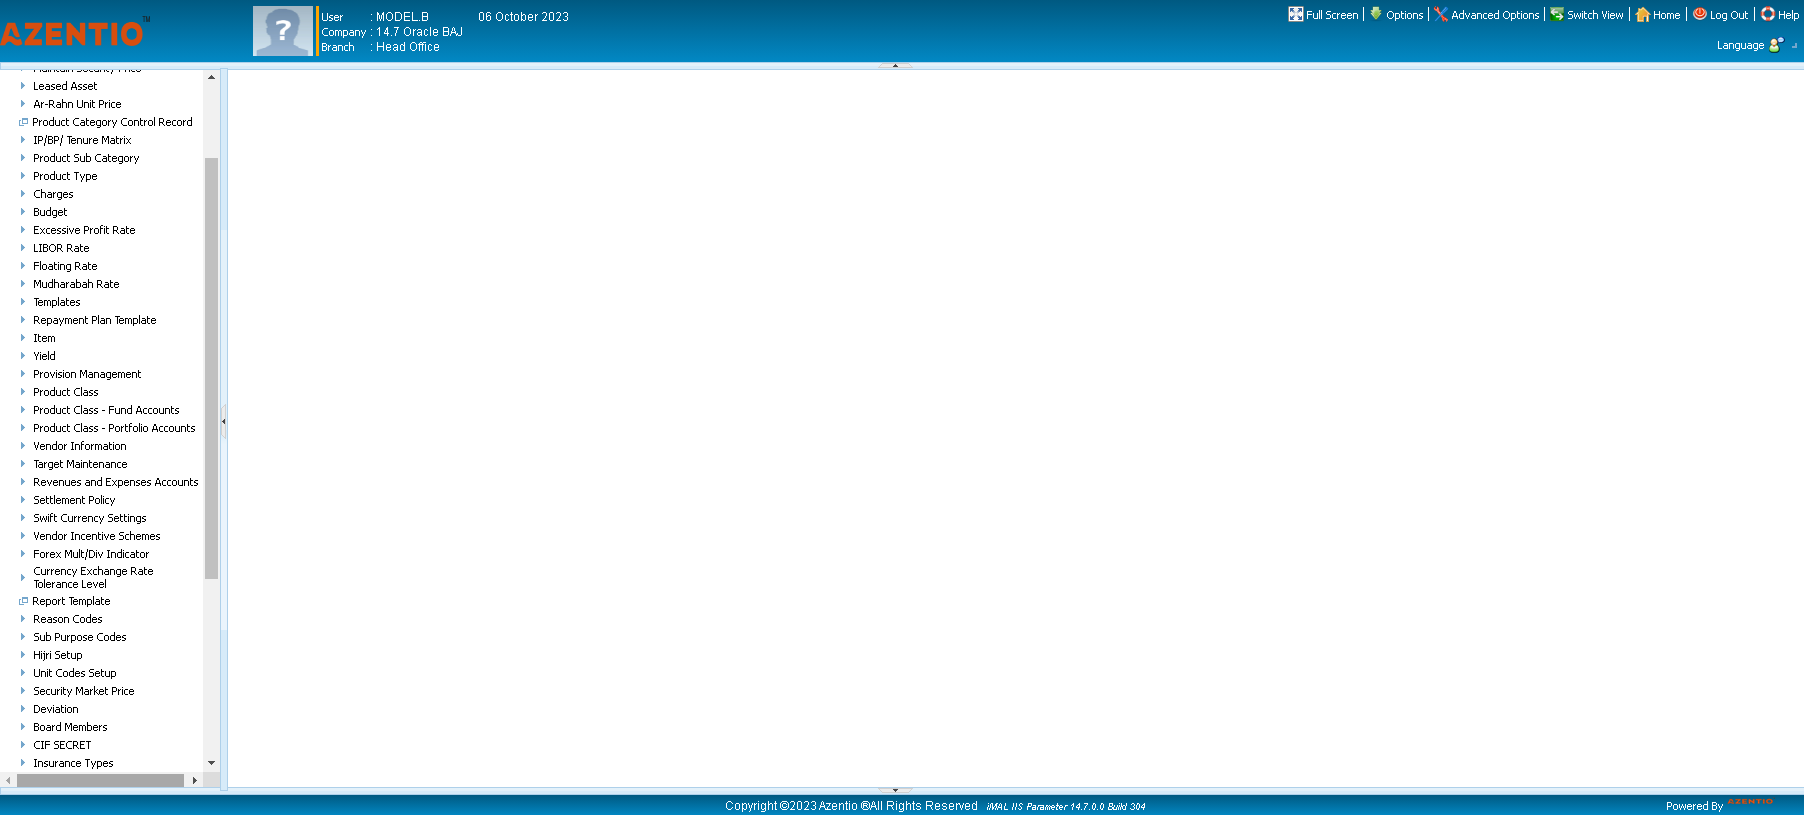 AZENTIO™
User : MODEL.B 06 October 2023
Company : 14.7 Oracle BAJ
Branch : Head Office
Full Screen | Options | Advanced Options | Switch View | Home | Log Out | Help
Language
Maintain Security Price
Leased Asset
Ar-Rahn Unit Price
Product Category Control Record
IP/BP/ Tenure Matrix
Product Sub Category
Product Type
Charges
Budget
Excessive Profit Rate
LIBOR Rate
Floating Rate
Mudharabah Rate
Templates
Repayment Plan Template
Item
Yield
Provision Management
Product Class
Product Class - Fund Accounts
Product Class - Portfolio Accounts
Vendor Information
Target Maintenance
Revenues and Expenses Accounts
Settlement Policy
Swift Currency Settings
Vendor Incentive Schemes
Forex Mult/Div Indicator
Currency Exchange Rate
Tolerance Level
Report Template
Reason Codes
Sub Purpose Codes
Hijri Setup
Unit Codes Setup
Security Market Price
Deviation
Board Members
CIF SECRET
Insurance Types
Copyright ©2023 Azentio ®All Rights Reserved iMAL IIS Parameter 14.7.0.0 Build 304
Powered By AZENTIO